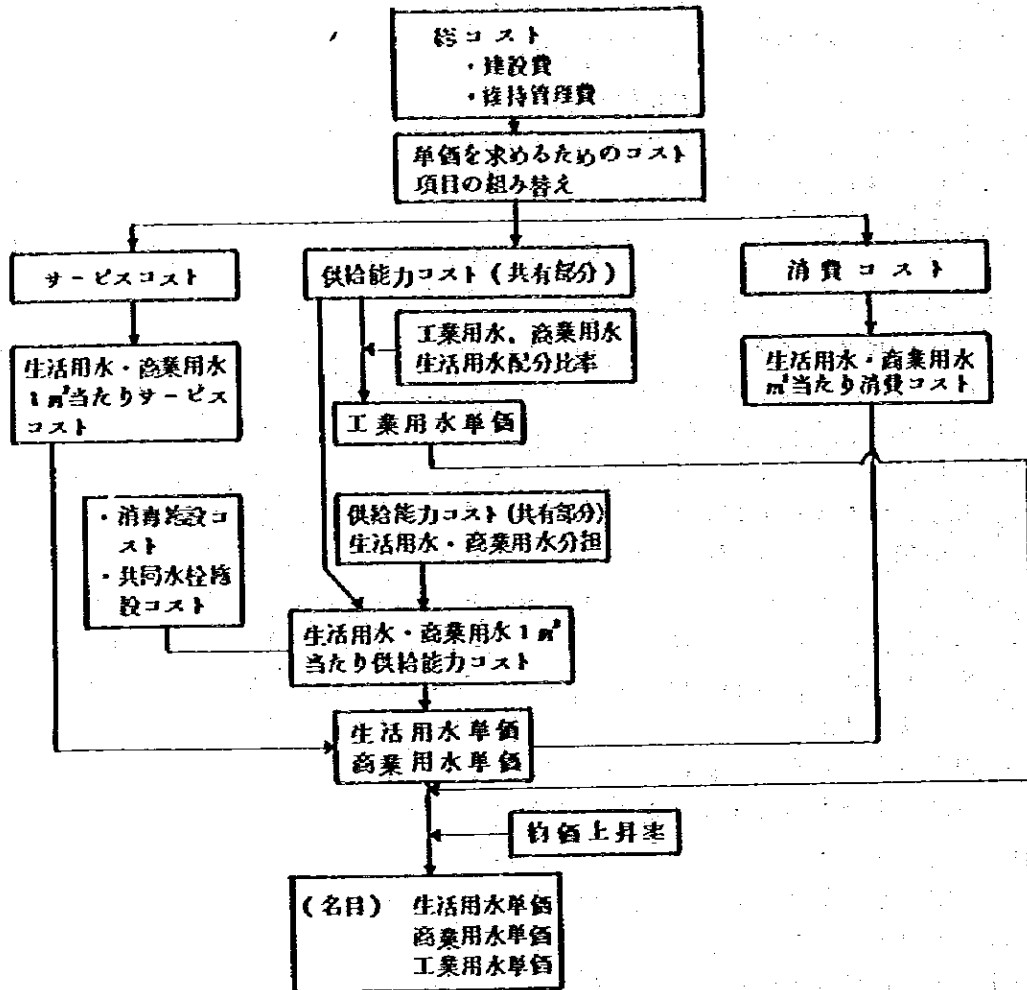 総コスト
・建設費
・維持管理費
単価を求めるためのコスト
項目の組み替え
サービスコスト
供給能力コスト(共有部分)
消費コスト
工業用水、商業用水
生活用水配分比率
生活用水・商業用水
1㎥当たりサービス
コスト
生活用水・商業用水
㎥当たり消費コスト
工業用水単価
・消毒施設コ
スト
・共同水栓施
設コスト
供給能力コスト(共有部分)
生活用水・商業用水分担
生活用水・商業用水1㎥
当たり供給能力コスト
生活用水単価
商業用水単価
物価上昇率
(名目) 生活用水単価
商業用水単価
工業用水単価